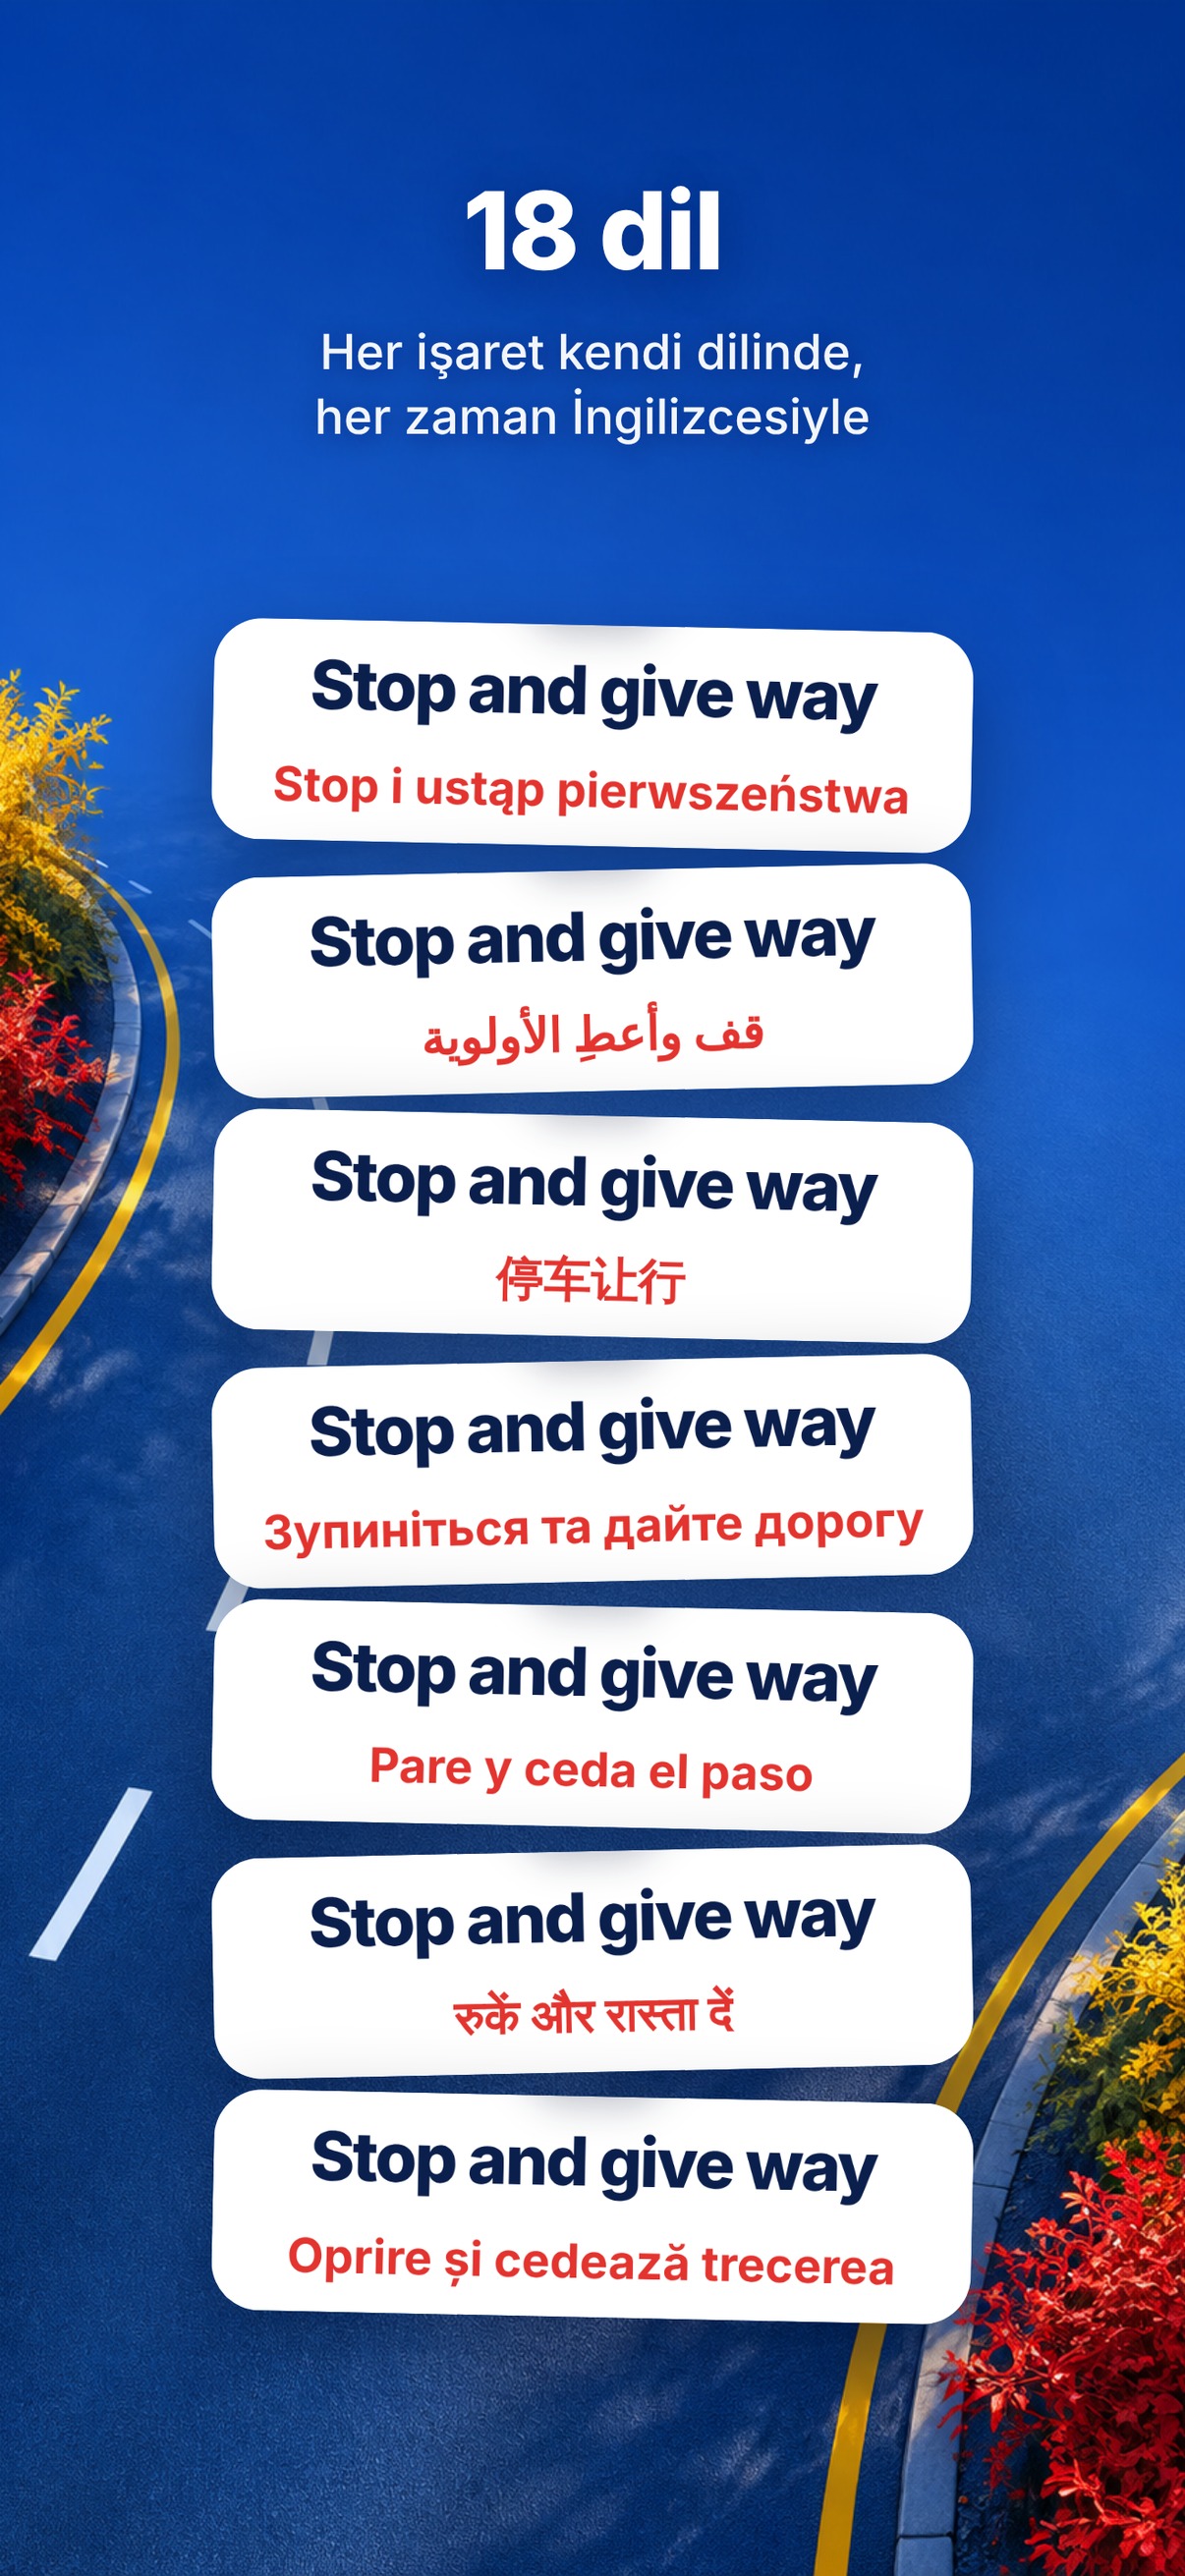 18 dil
Her işaret kendi dilinde,
her zaman İngilizcesiyle
Stop and give way
Stop i ustąp pierwszeństwa
Stop and give way
قف وأعطِ الأولوية
Stop and give way
停车让行
Stop and give way
Зупиніться та дайте дорогу
Stop and give way
Pare y ceda el paso
Stop and give way
रुकें और रास्ता दें
Stop and give way
Oprire și cedează trecerea